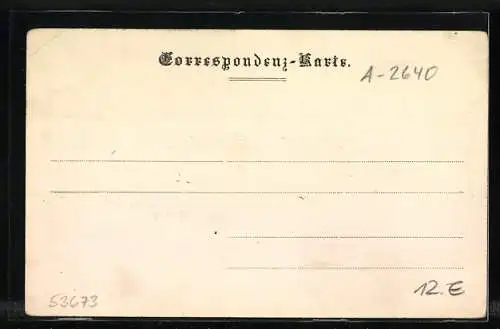 Correspondenz-Karte.
A-2640
53673
12.E